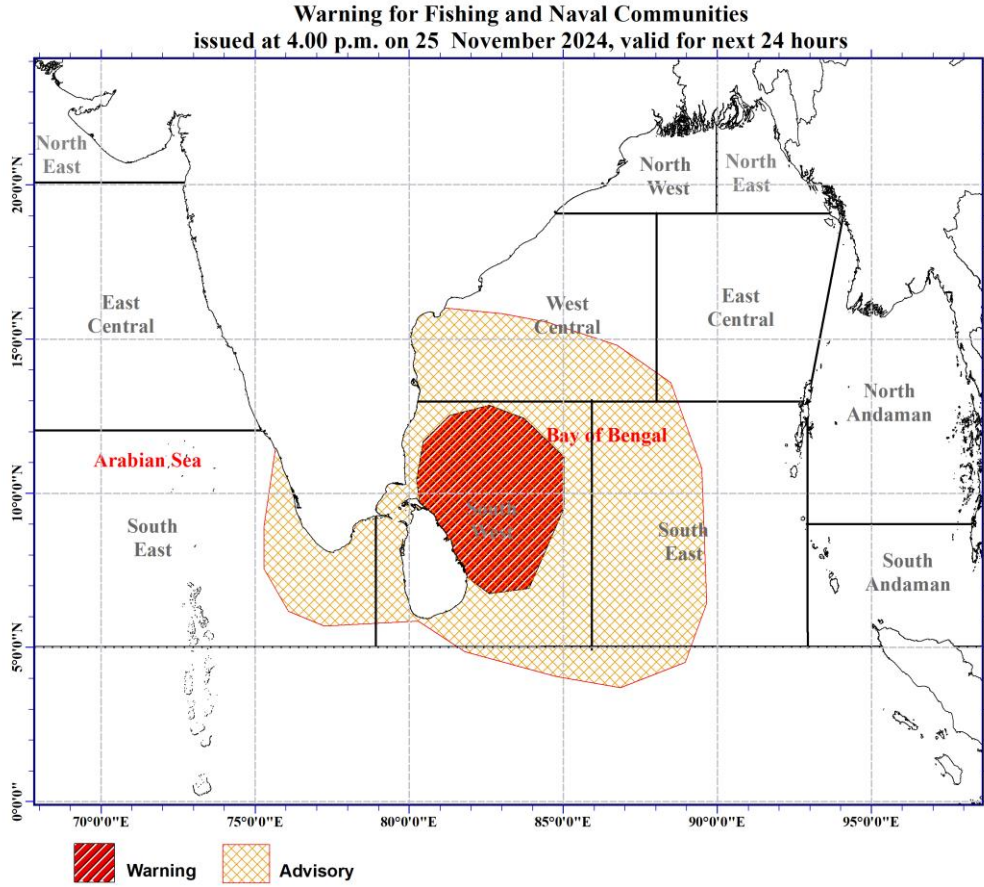 Warning for Fishing and Naval Communities
issued at 4.00 p.m. on 25 November 2024, valid for next 24 hours
North
East
North
West
North
East
20°0'0"N
East
Central
West
Central
East
Central
15°0'0"N
North
Andaman
Bay of Bengal
Arabian Sea
10°0'0"N
South
East
South
West
South
East
South
Andaman
5°0'0"N
0°0'0"
70°0'0"E
75°0'0"E
80°0'0"E
85°0'0"E
90°0'0"E
95°0'0"E
Warning
Advisory